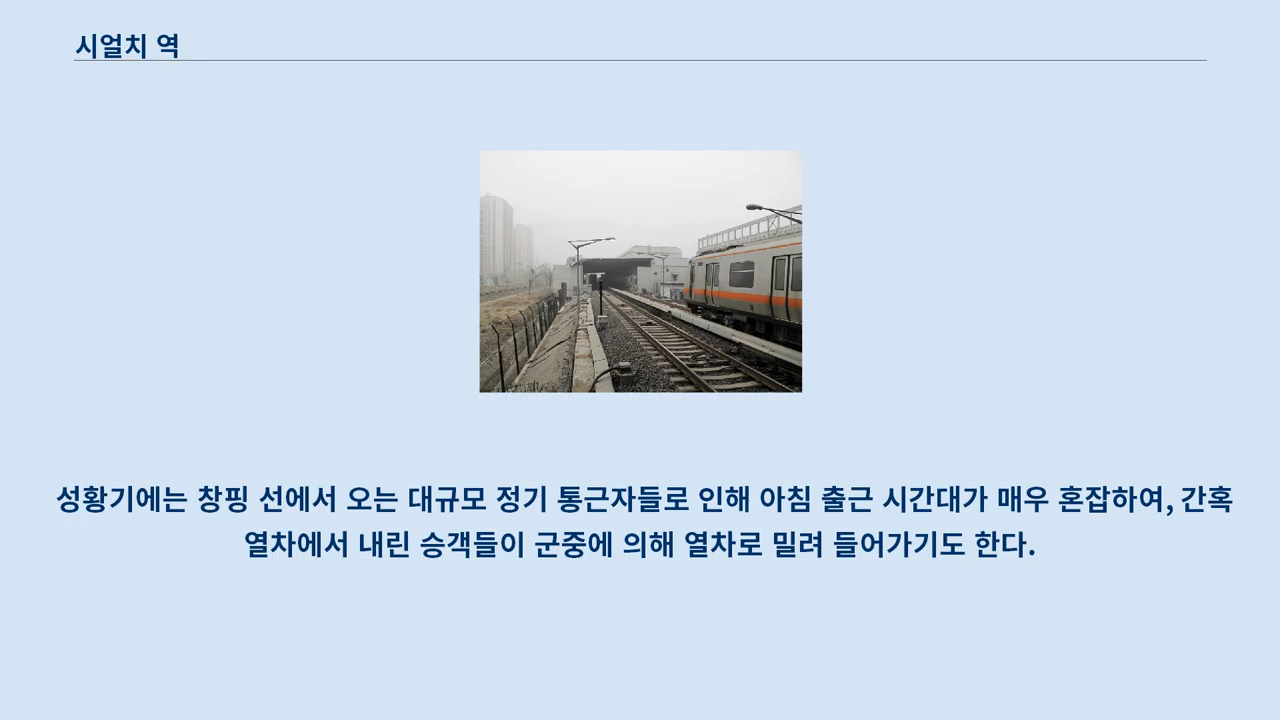 시얼치 역
성황기에는 창핑 선에서 오는 대규모 정기 통근자들로 인해 아침 출근 시간대가 매우 혼잡하여, 간혹
열차에서 내린 승객들이 군중에 의해 열차로 밀려 들어가기도 한다.